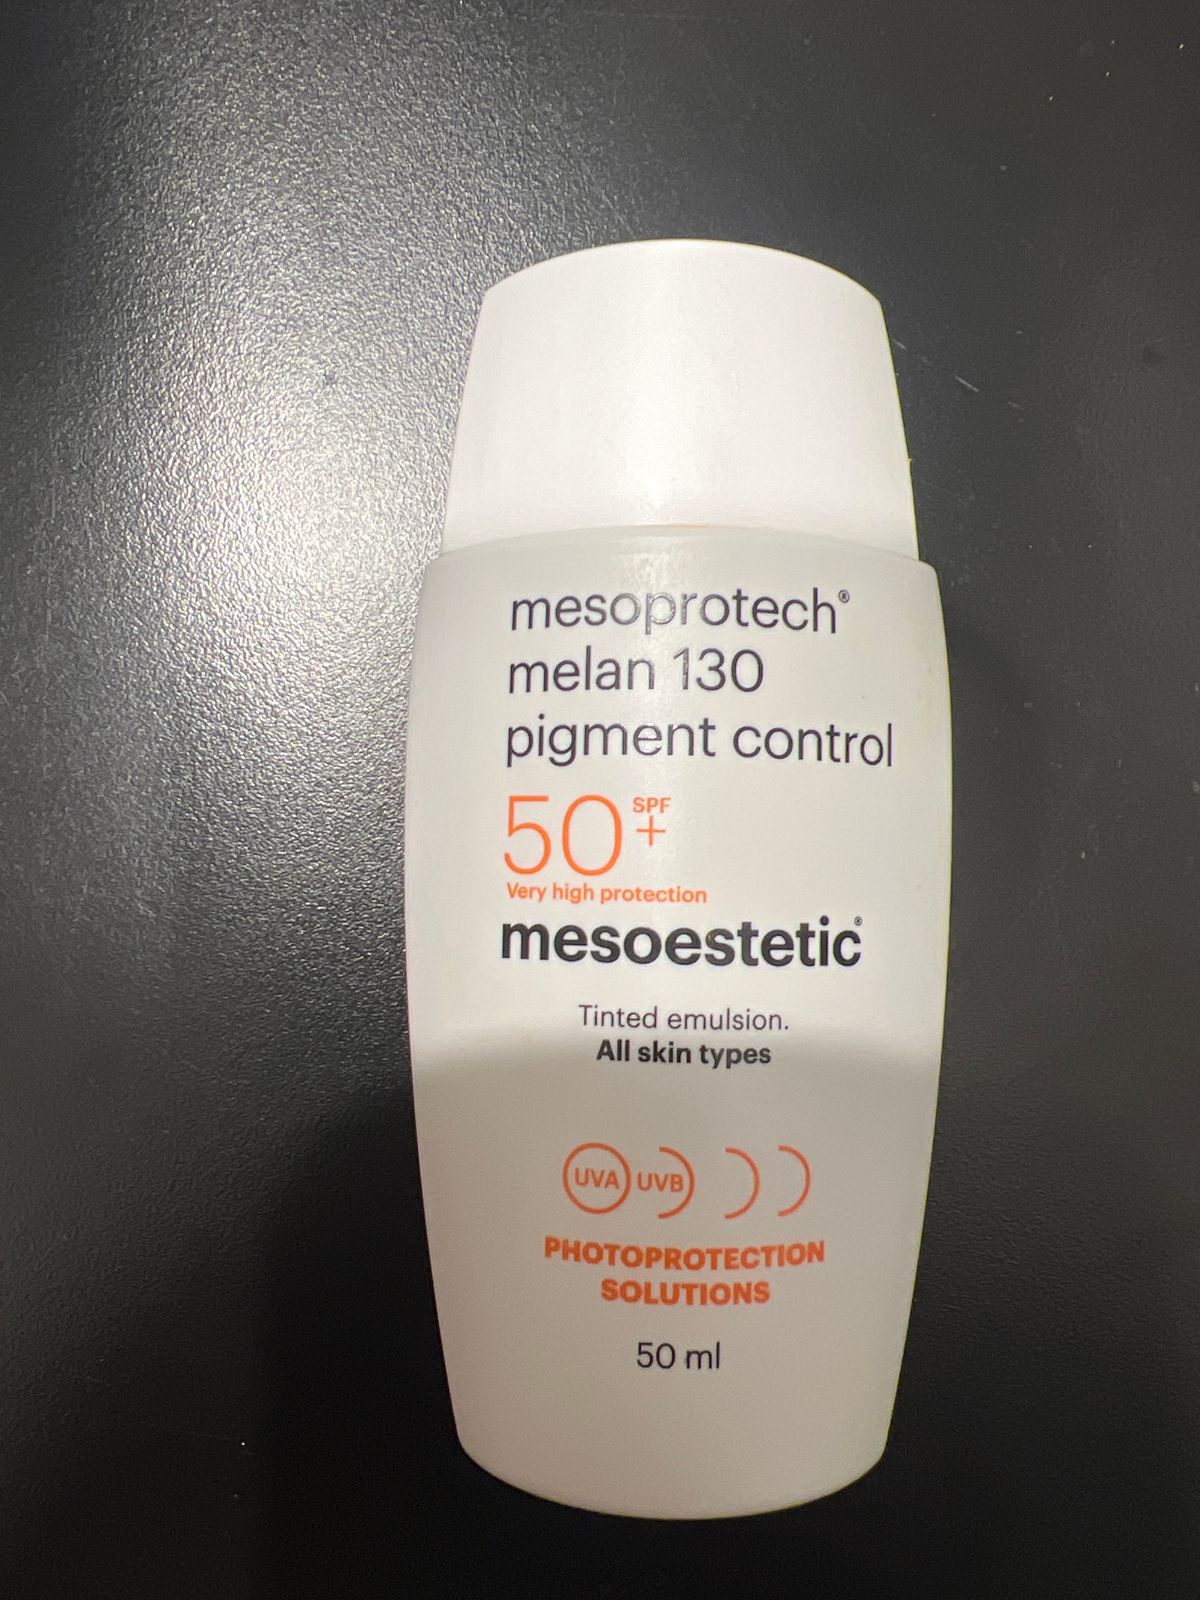 mesoprotech®
melan 130
pigment control
50+ SPF
Very high protection
mesoestetic®
Tinted emulsion.
All skin types
UVA UVB
PHOTOPROTECTION
SOLUTIONS
50 ml